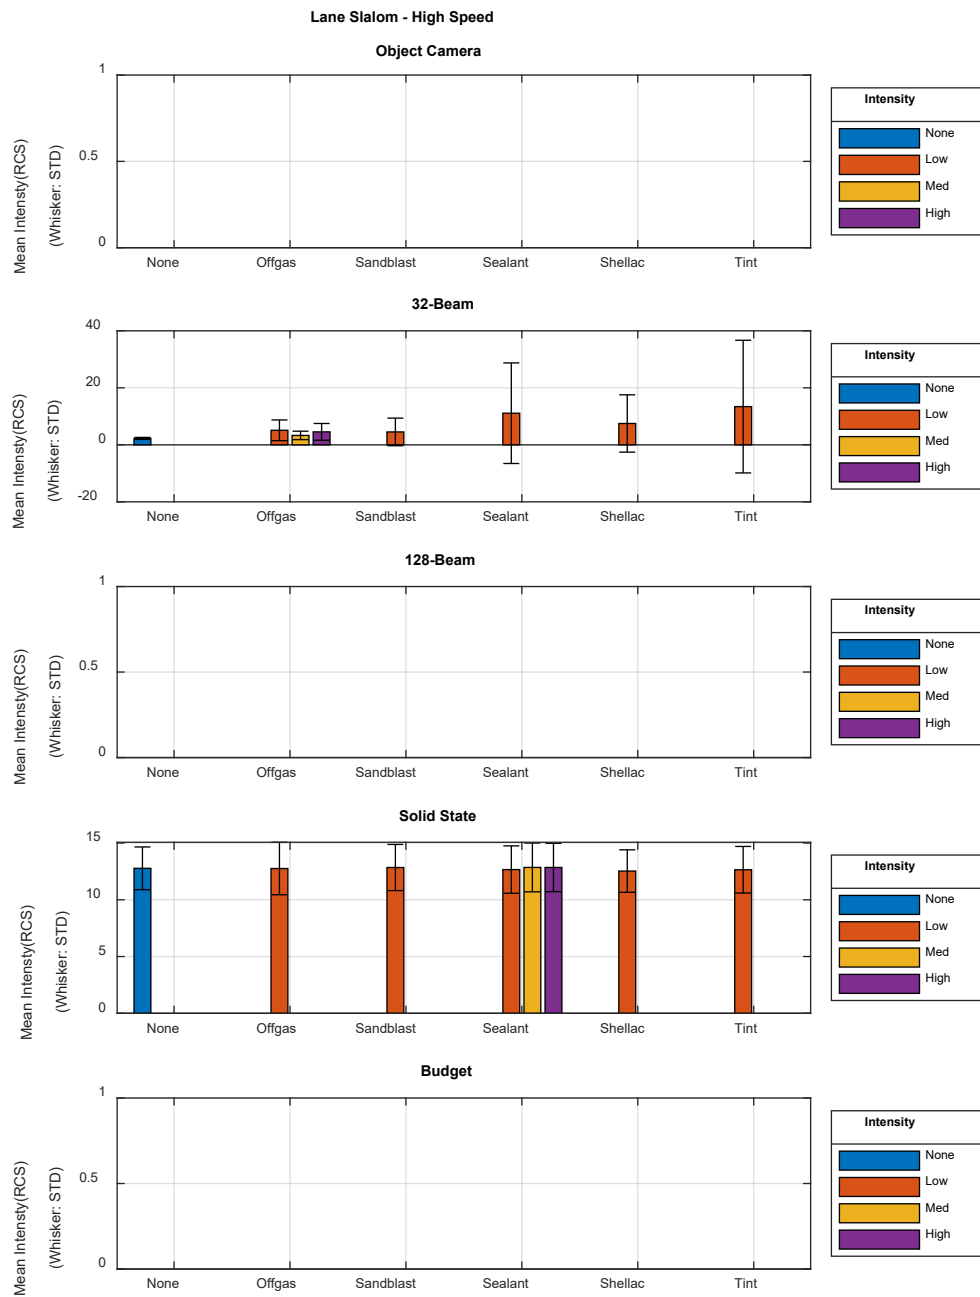 Lane Slalom - High Speed
Object Camera
Mean Intensty(RCS)
(Whisker: STD)
1
0.5
0
None Offgas Sandblast Sealant Shellac Tint
Intensity
None
Low
Med
High
32-Beam
Mean Intensty(RCS)
(Whisker: STD)
40
20
0
-20
None Offgas Sandblast Sealant Shellac Tint
Intensity
None
Low
Med
High
128-Beam
Mean Intensty(RCS)
(Whisker: STD)
1
0.5
0
None Offgas Sandblast Sealant Shellac Tint
Intensity
None
Low
Med
High
Solid State
Mean Intensty(RCS)
(Whisker: STD)
15
10
5
0
None Offgas Sandblast Sealant Shellac Tint
Intensity
None
Low
Med
High
Budget
Mean Intensty(RCS)
(Whisker: STD)
1
0.5
0
None Offgas Sandblast Sealant Shellac Tint
Intensity
None
Low
Med
High